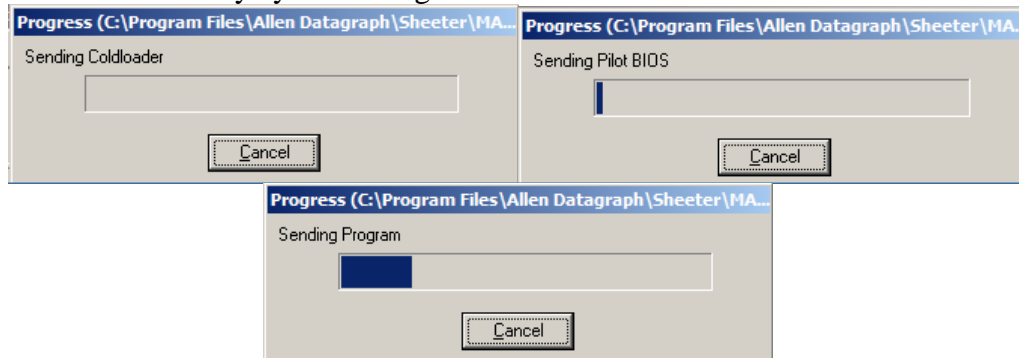 Progress (C:\Program Files\Allen Datagraph\Sheeter\MA...
Sending Coldloader
Cancel
Progress (C:\Program Files\Allen Datagraph\Sheeter\MA.
Sending Pilot BIOS
Cancel
Progress (C:\Program Files\Allen Datagraph\Sheeter\MA...
Sending Program
Cancel